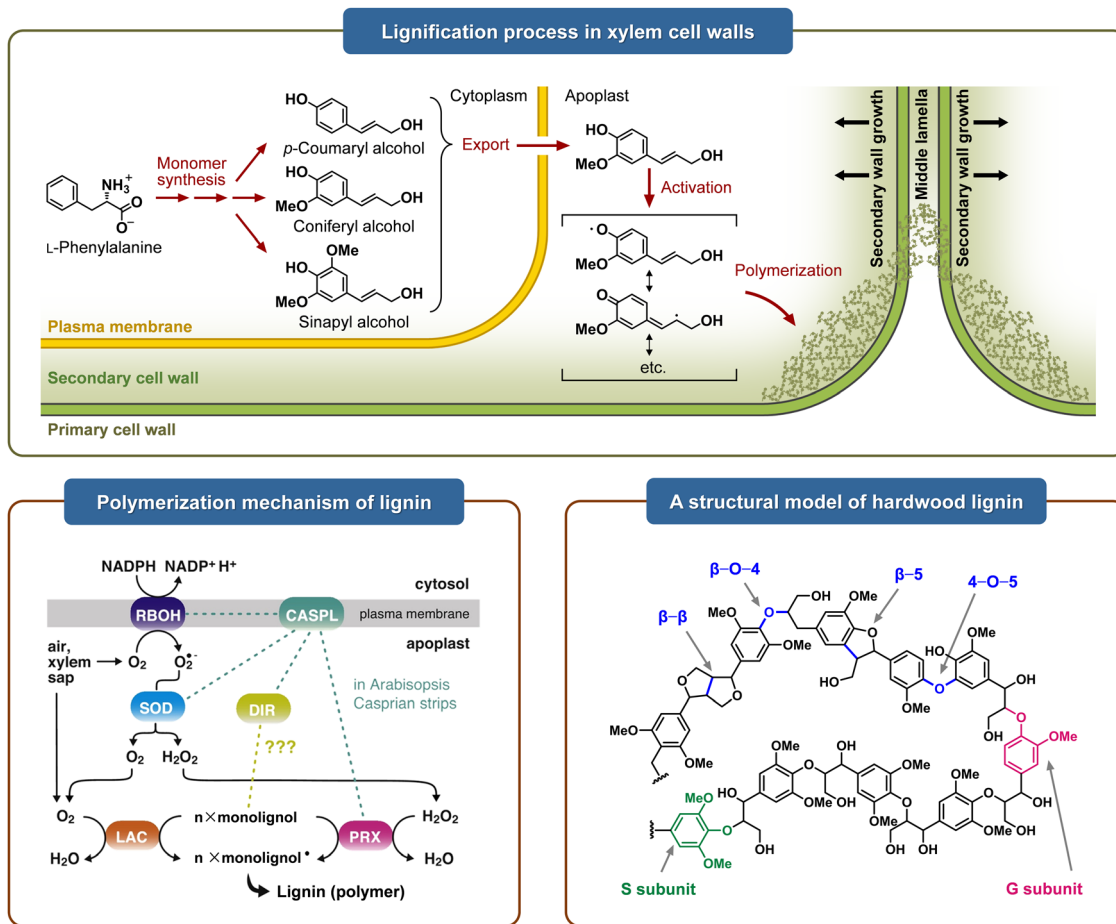 Lignification process in xylem cell walls
Cytoplasm
Apoplast
HO
OH
p-Coumaryl alcohol
Monomer
synthesis
NH3+
O
O−
L-Phenylalanine
HO
MeO
OH
Coniferyl alcohol
OMe
HO
MeO
OH
Sinapyl alcohol
Export
HO
MeO
OH
Activation
·O
MeO
OH
O
MeO
·
OH
etc.
Polymerization
Secondary wall growth
Middle lamella
Secondary wall growth
Plasma membrane
Secondary cell wall
Primary cell wall
Polymerization mechanism of lignin
NADPH NADP+ H+
cytosol
RBOH
CASPL
plasma membrane
apoplast
air,
xylem
sap
O2
O2•-
in Arabisopsis
Casprian strips
SOD
DIR
???
O2
H2O2
O2
n×monolignol
H2O2
LAC
PRX
H2O
n ×monolignol•
H2O
Lignin (polymer)
A structural model of hardwood lignin
β–O–4
β–5
4–O–5
β–β
HO
OMe
MeO
O
O
OMe
O
O
HO
OMe
O
HO
OMe
OH
O
OH
OMe
O
O
MeO
OMe
OMe
OH
O
OH
OMe
O
OMe
OH
OMe
O
OH
OH
OMe
O
OMe
OH
OH
MeO
O
OMe
OH
S subunit
G subunit